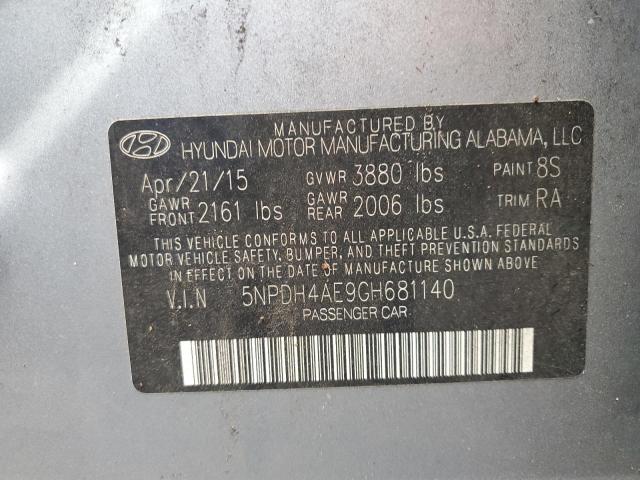 MANUFACTURED BY
HYUNDAI MOTOR MANUFACTURING ALABAMA, LLC
Apr/21/15 GVWR 3880 lbs PAINT 8S
GAWR FRONT 2161 lbs GAWR REAR 2006 lbs TRIM RA
THIS VEHICLE CONFORMS TO ALL APPLICABLE U.S.A. FEDERAL
MOTOR VEHICLE SAFETY, BUMPER, AND THEFT PREVENTION STANDARDS
IN EFFECT ON THE DATE OF MANUFACTURE SHOWN ABOVE.
V.I.N 5NPDH4AE9GH681140
PASSENGER CAR